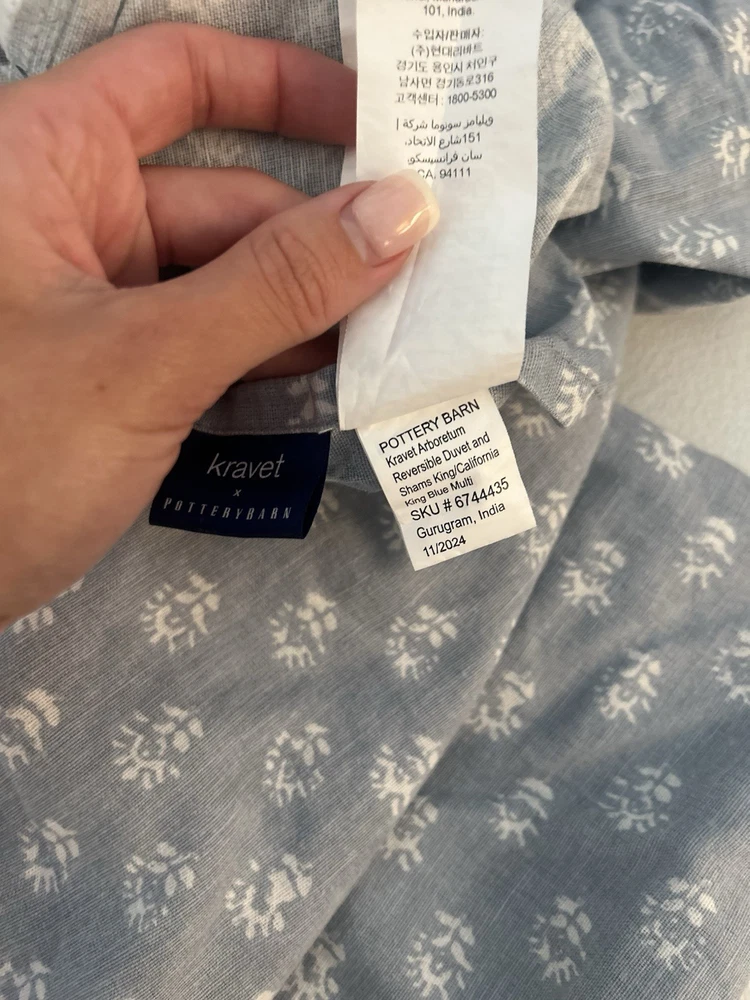 101, India.
수입자/판매자:
(주)현대리바트
경기도 용인시 처인구
남사면 경기동로316
고객센터 : 1800-5300
ويليامز سونوما شركة |
151شارع الاتحاد،
سان فرانسيسكو،
CA, 94111
kravet
x
POTTERYBARN
POTTERY BARN
Kravet Arboretum
Reversible Duvet and
Shams King/California
King Blue Multi
SKU # 6744435
Gurugram, India
11/2024